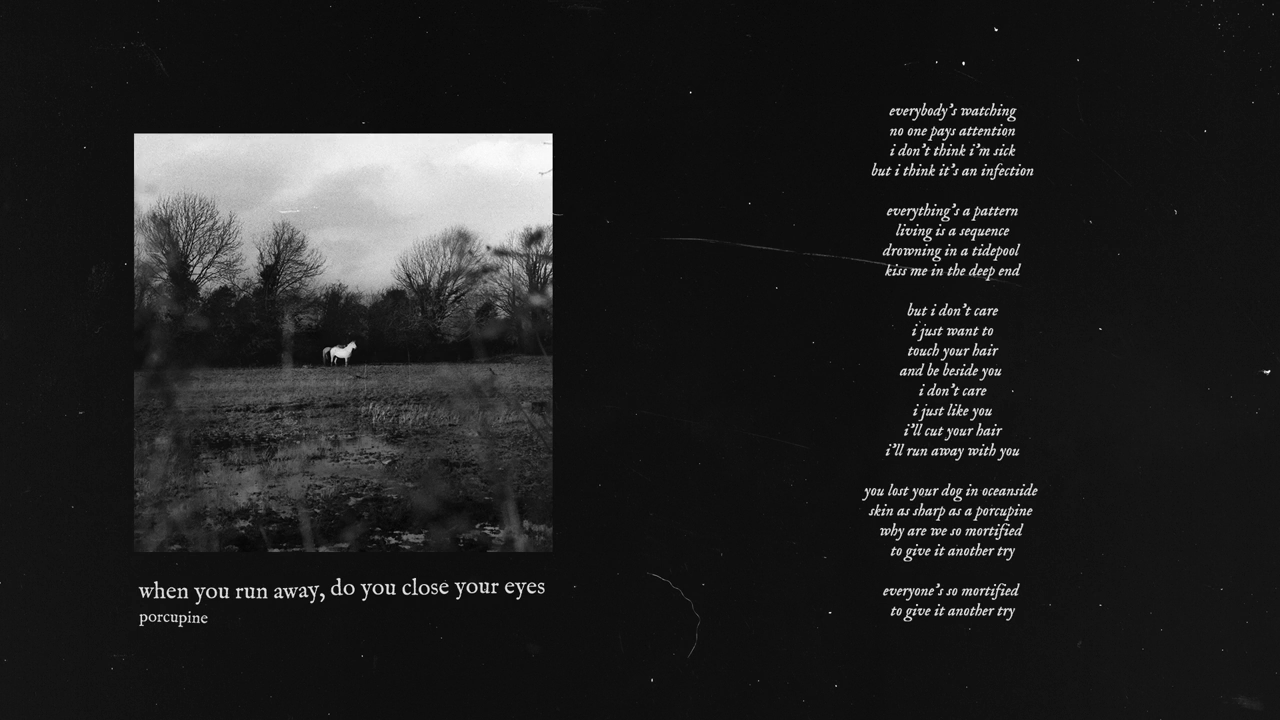 when you run away, do you close your eyes
porcupine
everybody's watching
no one pays attention
i don't think i'm sick
but i think it's an infection
everything's a pattern
living is a sequence
drowning in a tidepool
kiss me in the deep end
but i don't care
i just want to
touch your hair
and be beside you
i don't care
i just like you
i'll cut your hair
i'll run away with you
you lost your dog in oceanside
skin as sharp as a porcupine
why are we so mortified
to give it another try
everyone's so mortified
to give it another try